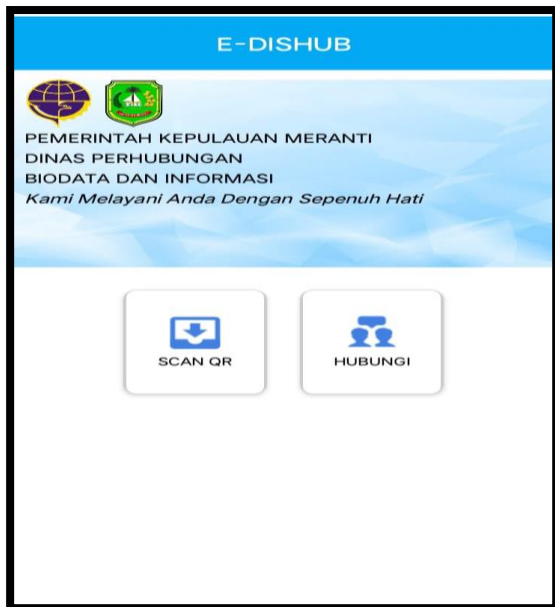 E-DISHUB
PEMERINTAH KEPULAUAN MERANTI
DINAS PERHUBUNGAN
BIODATA DAN INFORMASI
Kami Melayani Anda Dengan Sepenuh Hati
SCAN QR
HUBUNGI